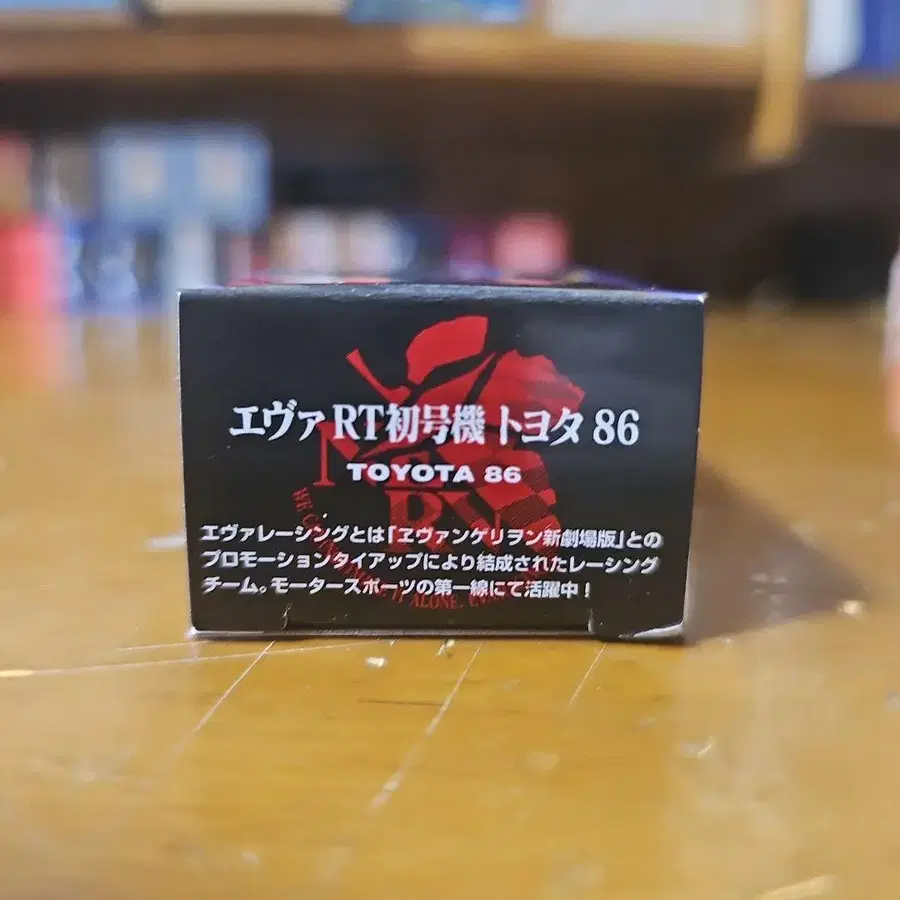 エヴァRT初号機 トヨタ 86
TOYOTA 86
エヴァレーシングとは「ヱヴァンゲリヲン新劇場版」との
プロモーションタイアップにより結成されたレーシング
チーム。モータースポーツの第一線にて活躍中!